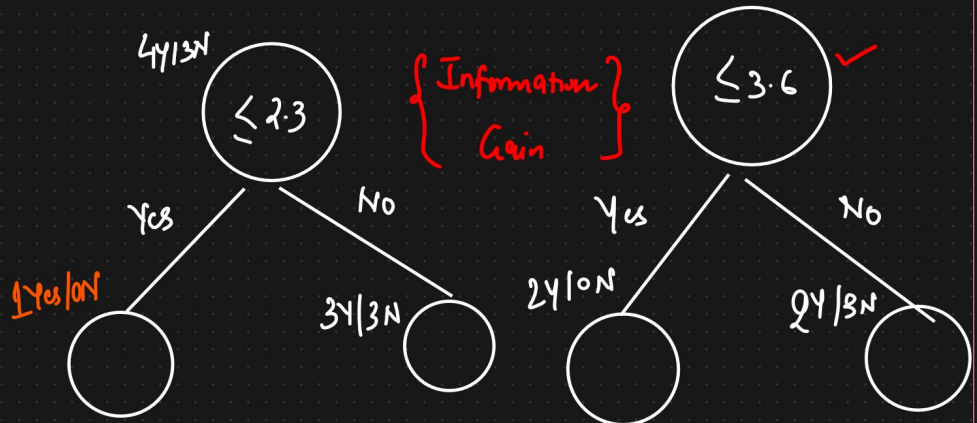 4Y/3N
≤ 2.3
Yes
No
1Yes/0N
3Y/3N
{ Information }
Gain
≤ 3.6
Yes
No
2Y/0N
2Y/3N